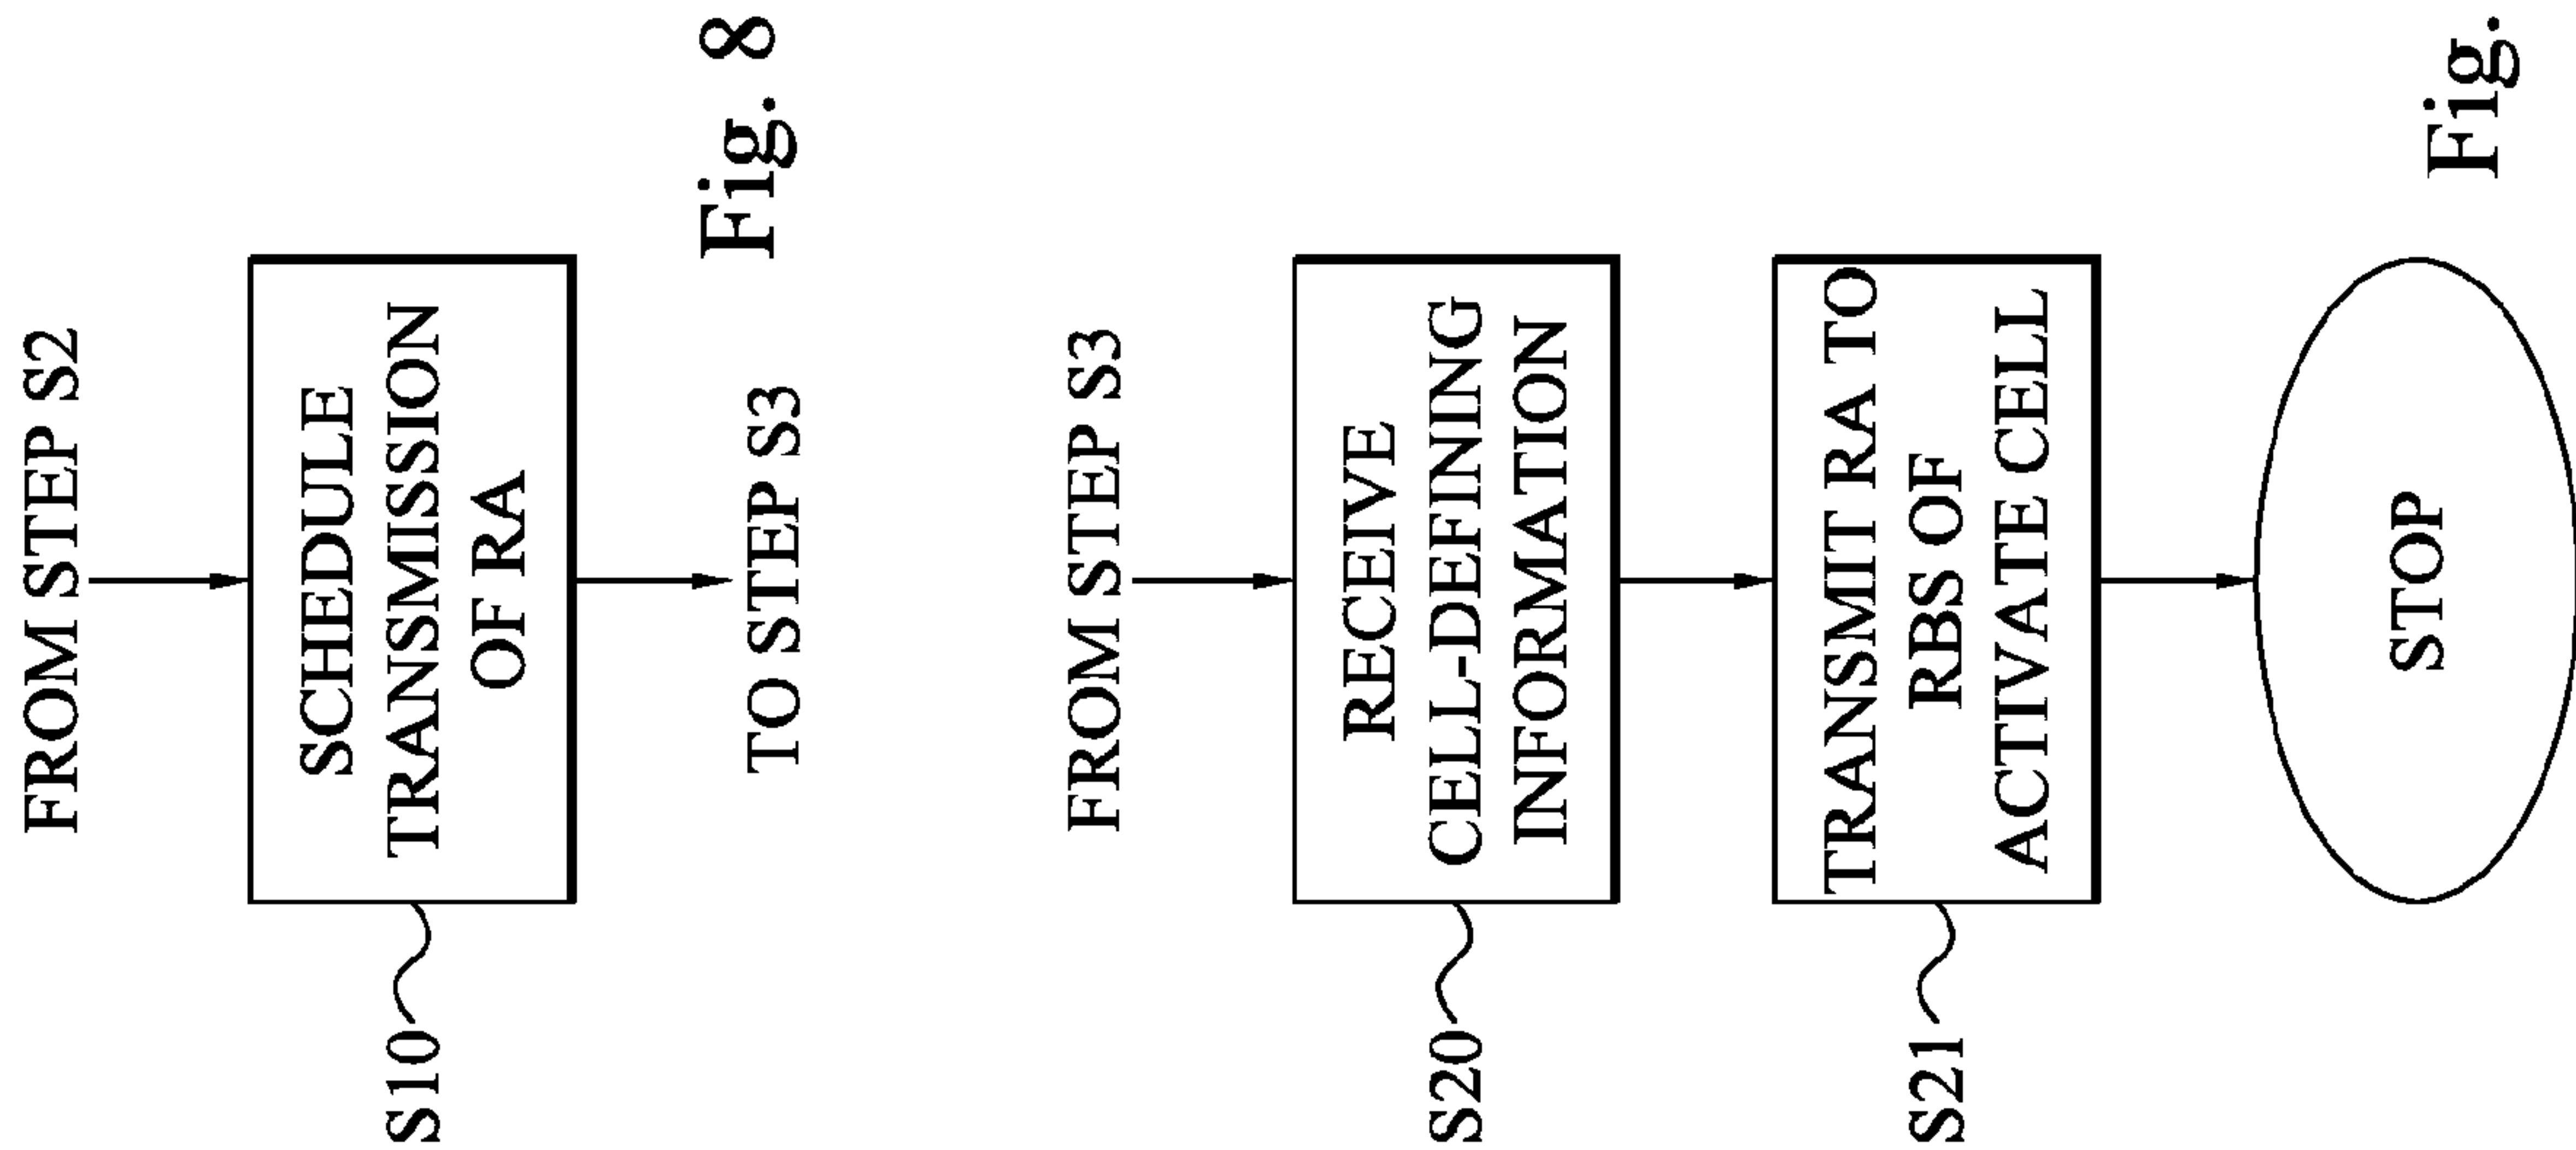 FROM STEP S2
S10
SCHEDULE
TRANSMISSION
OF RA
TO STEP S3
Fig. 8
FROM STEP S3
S20
RECEIVE
CELL-DEFINING
INFORMATION
S21
TRANSMIT RA TO
RBS OF
ACTIVATE CELL
STOP
Fig.